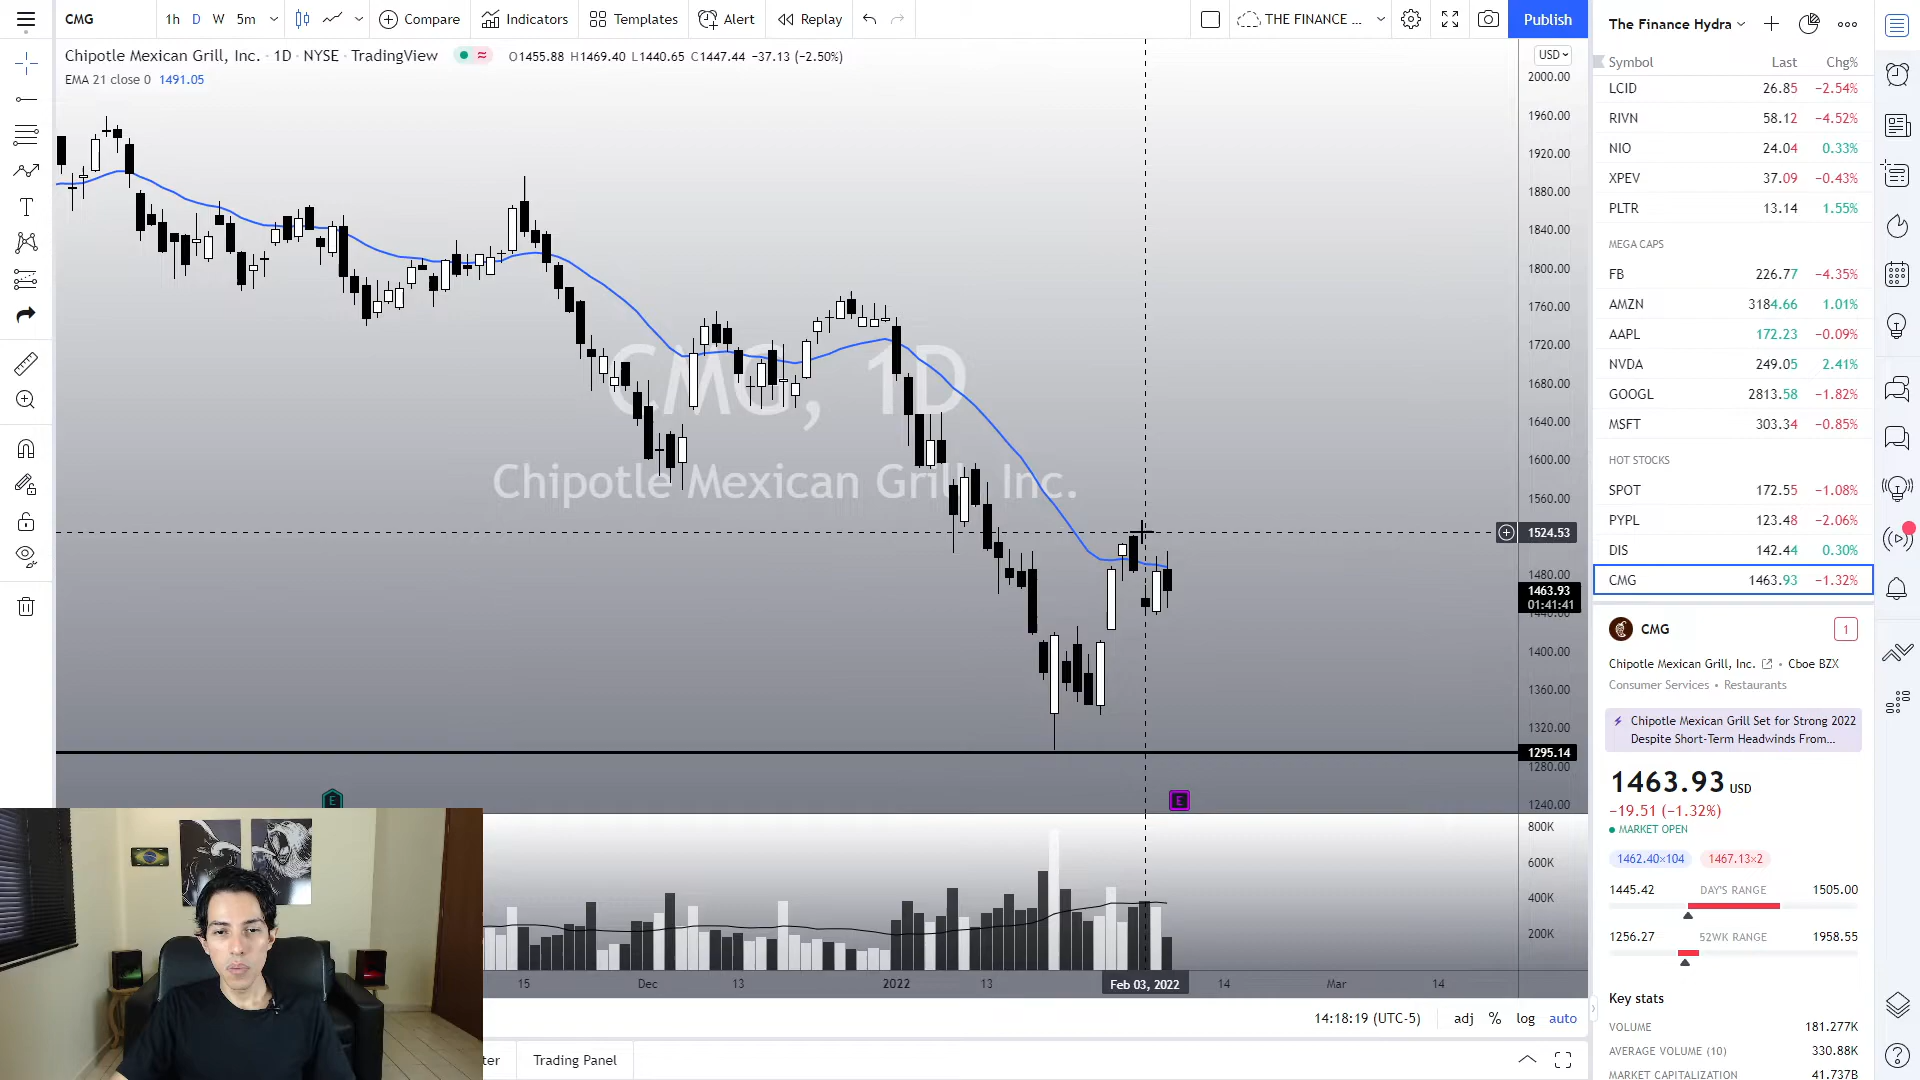 CMG
1h D W 5m Compare Indicators Templates Alert Replay THE FINANCE ... Publish
Chipotle Mexican Grill, Inc. · 1D · NYSE · TradingView O1455.88 H1469.40 L1440.65 C1447.44 −37.13 (−2.50%)
EMA 21 close 0 1491.05
CMG, 1D
Chipotle Mexican Grill, Inc.
USD
2000.00
1960.00
1920.00
1880.00
1840.00
1800.00
1760.00
1720.00
1680.00
1640.00
1600.00
1560.00
1524.53
1480.00
1463.93
01:41:41
1400.00
1360.00
1320.00
1295.14
1280.00
1240.00
E E
800K
600K
400K
200K
15 Dec 13 2022 13 Feb 03, 2022 14 Mar 14
14:18:19 (UTC-5) adj % log auto
ter Trading Panel
The Finance Hydra
Symbol Last Chg%
LCID 26.85 −2.54%
RIVN 58.12 −4.52%
NIO 24.04 0.33%
XPEV 37.09 −0.43%
PLTR 13.14 1.55%
MEGA CAPS
FB 226.77 −4.35%
AMZN 3184.66 1.01%
AAPL 172.23 −0.09%
NVDA 249.05 2.41%
GOOGL 2813.58 −1.82%
MSFT 303.34 −0.85%
HOT STOCKS
SPOT 172.55 −1.08%
PYPL 123.48 −2.06%
DIS 142.44 0.30%
CMG 1463.93 −1.32%
CMG 1
Chipotle Mexican Grill, Inc. • Cboe BZX
Consumer Services • Restaurants
Chipotle Mexican Grill Set for Strong 2022
Despite Short-Term Headwinds From...
1463.93 USD
−19.51 (−1.32%)
MARKET OPEN
1462.40×104 1467.13×2
1445.42 DAY'S RANGE 1505.00
1256.27 52WK RANGE 1958.55
Key stats
VOLUME 181.277K
AVERAGE VOLUME (10) 330.88K
MARKET CAPITALIZATION 41.737B